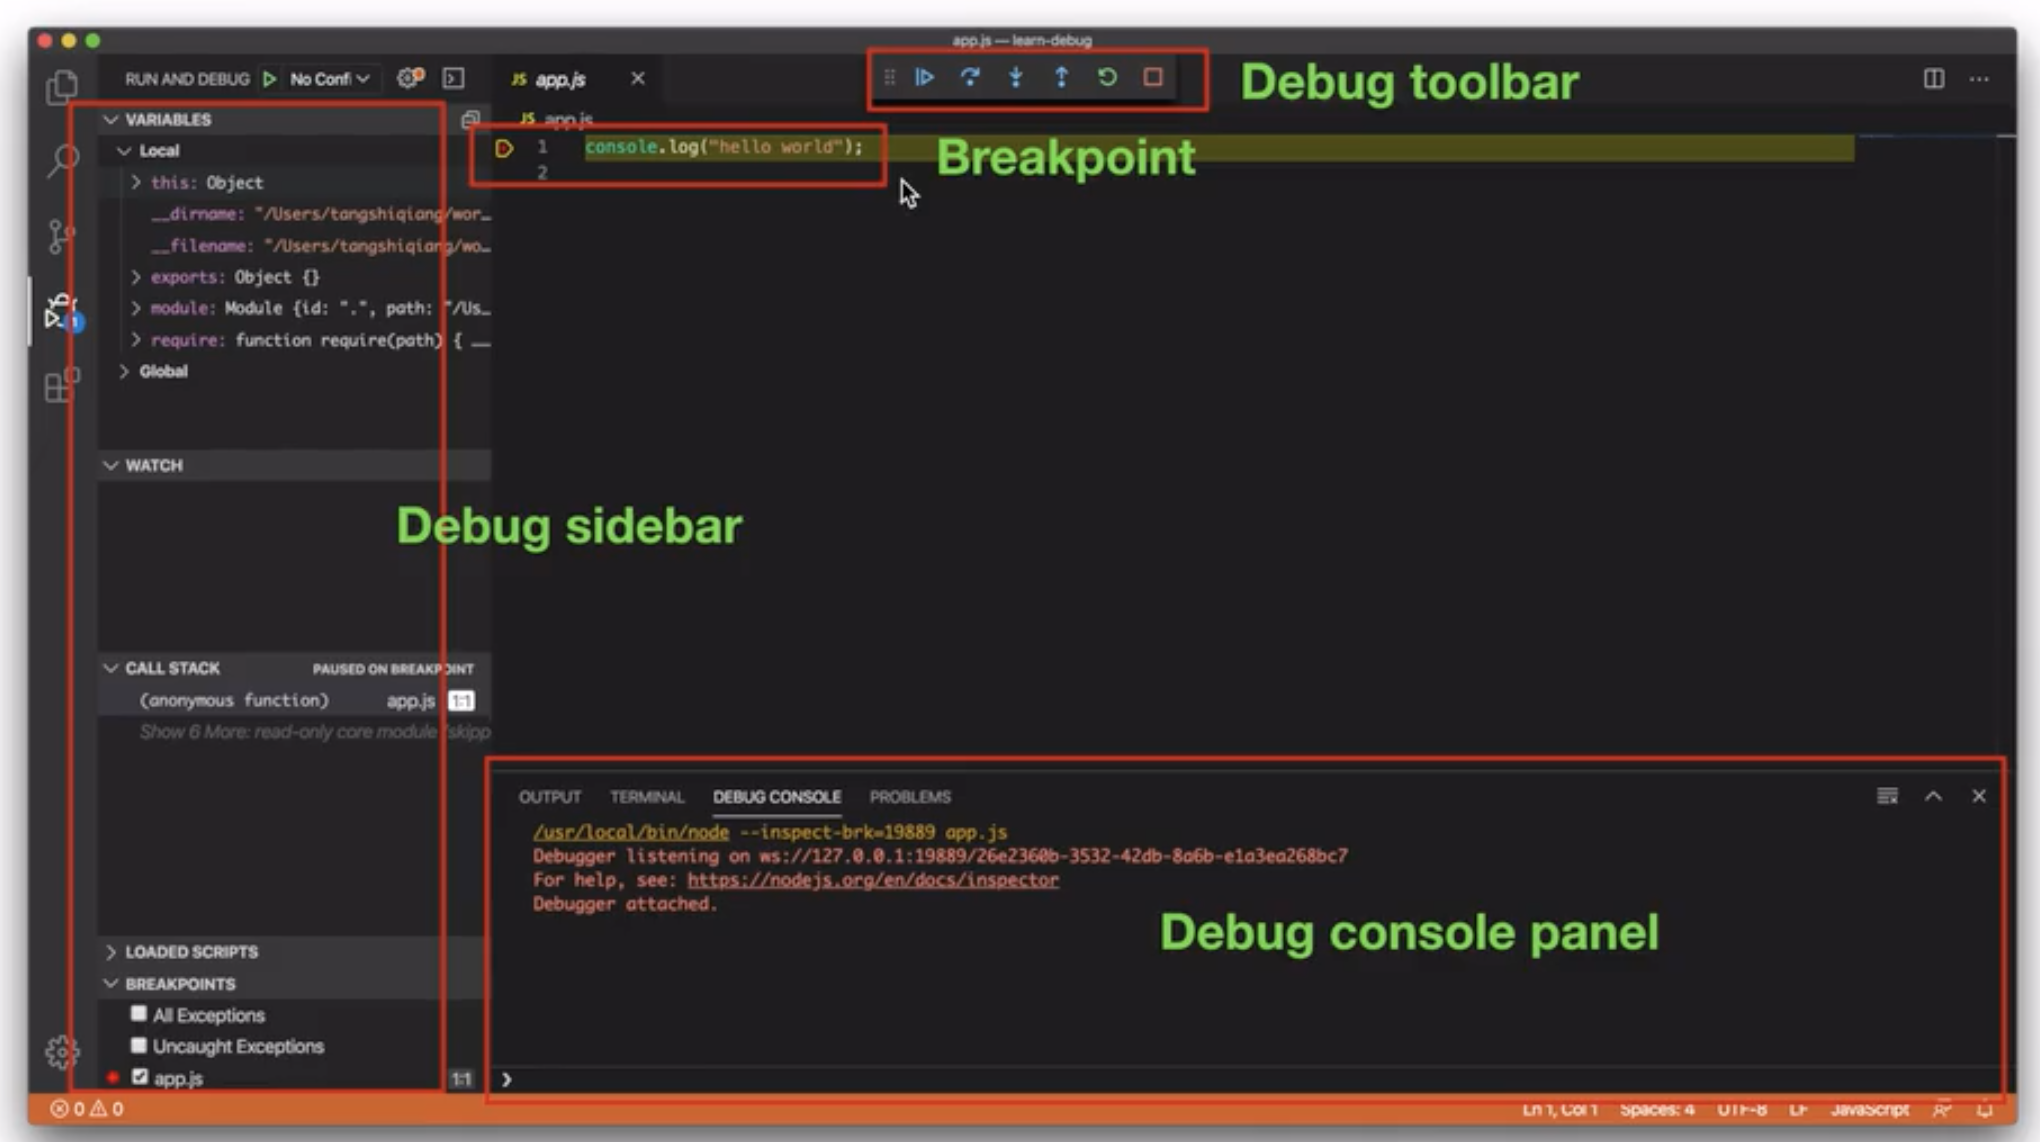 app.js — learn-debug
RUN AND DEBUG No Confi
JS app.js
Debug toolbar
VARIABLES
JS app.js
Local
1 console.log("hello world");
Breakpoint
2
this: Object
__dirname: "/Users/tangshiqiang/wor…
__filename: "/Users/tangshiqiang/wo…
exports: Object {}
module: Module {id: ".", path: "/Us…
1
require: function require(path) { …
Global
WATCH
Debug sidebar
CALL STACK PAUSED ON BREAKPOINT
(anonymous function) app.js 1:1
Show 6 More: read-only core module (skipp
OUTPUT TERMINAL DEBUG CONSOLE PROBLEMS
/usr/local/bin/node --inspect-brk=19889 app.js
Debugger listening on ws://127.0.0.1:19889/26e2360b-3532-42db-8a6b-e1a3ea268bc7
For help, see: https://nodejs.org/en/docs/inspector
Debugger attached.
Debug console panel
LOADED SCRIPTS
BREAKPOINTS
All Exceptions
Uncaught Exceptions
app.js 1:1
0 0
Ln 1, Col 1 Spaces: 4 UTF-8 LF JavaScript